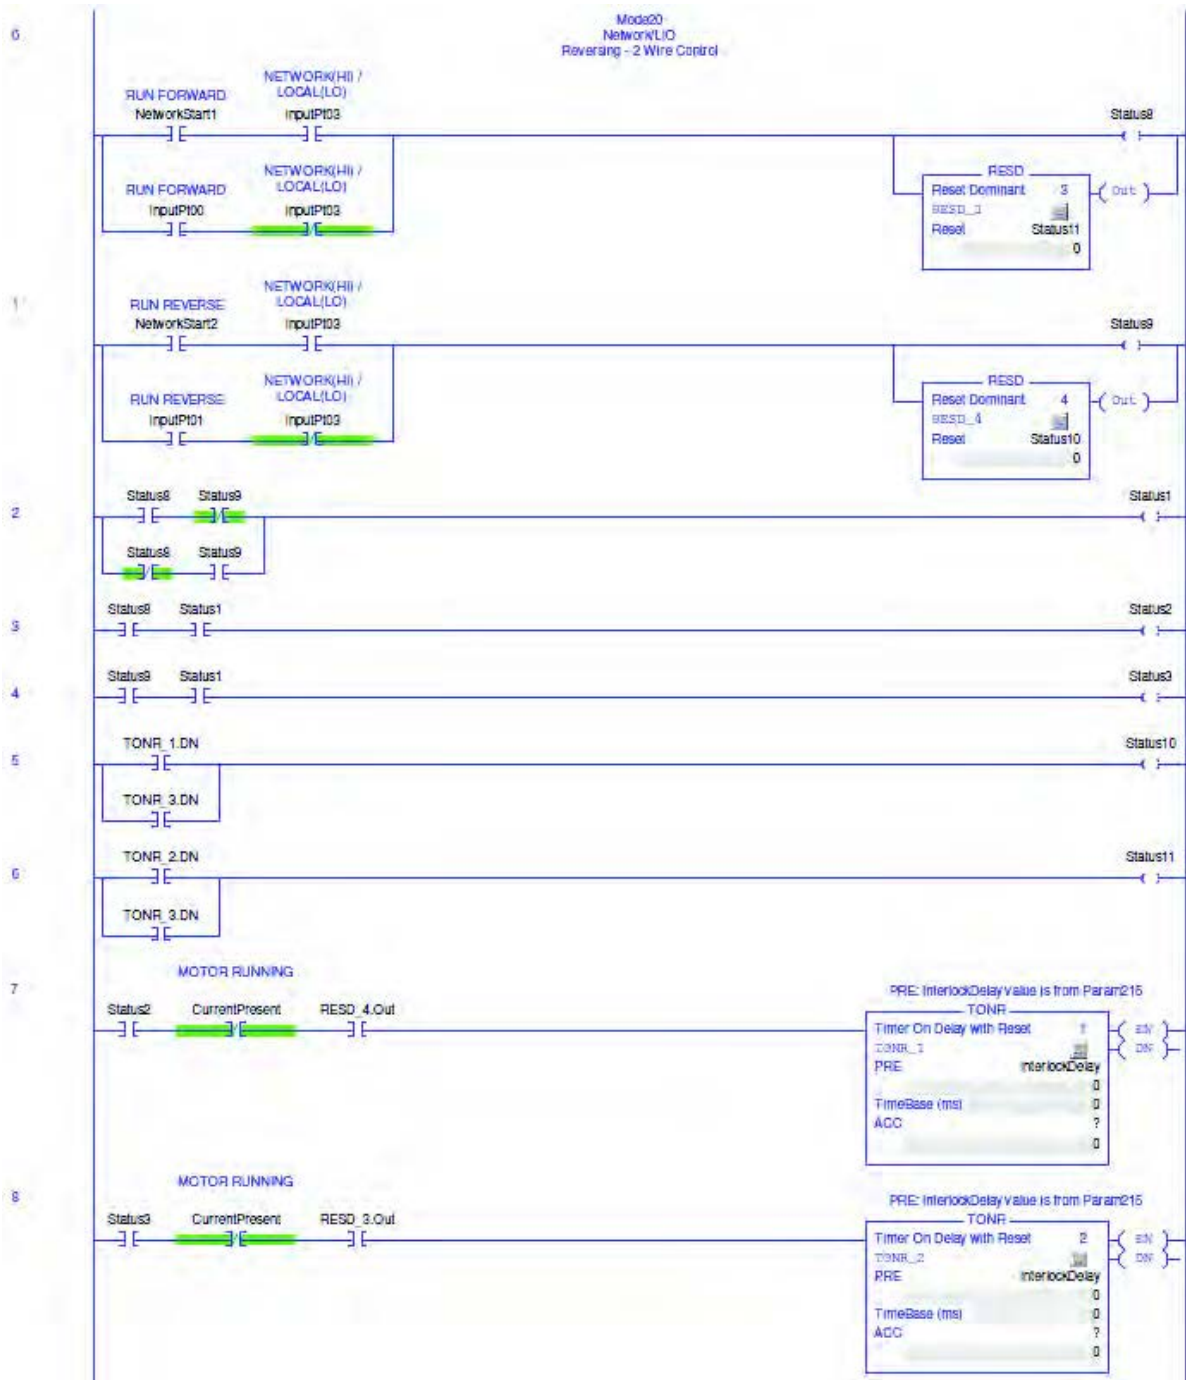 0
Mode20
Network/LIO
Reversing - 2 Wire Control
RUN FORWARD
NetworkStart1
NETWORK(HI) /
LOCAL(LO)
InputPt03
Status8
RUN FORWARD
InputPt00
NETWORK(HI) /
LOCAL(LO)
InputPt03
RESD
Reset Dominant 3
RESD_3
Reset Status11
0
Out
1
RUN REVERSE
NetworkStart2
NETWORK(HI) /
LOCAL(LO)
InputPt03
Status9
RUN REVERSE
InputPt01
NETWORK(HI) /
LOCAL(LO)
InputPt03
RESD
Reset Dominant 4
RESD_4
Reset Status10
0
Out
2
Status8 Status9
Status1
Status8 Status9
3
Status8 Status1
Status2
4
Status9 Status1
Status3
5
TONR_1.DN
Status10
TONR_3.DN
6
TONR_2.DN
Status11
TONR_3.DN
7
MOTOR RUNNING
Status2 CurrentPresent RESD_4.Out
PRE: InterlockDelay value is from Param215
TONR
Timer On Delay with Reset 1
TONR_1
PRE InterlockDelay
0
TimeBase (ms) 0
ACC ?
0
EN
DN
8
MOTOR RUNNING
Status3 CurrentPresent RESD_3.Out
PRE: InterlockDelay value is from Param215
TONR
Timer On Delay with Reset 2
TONR_2
PRE InterlockDelay
0
TimeBase (ms) 0
ACC ?
0
EN
DN